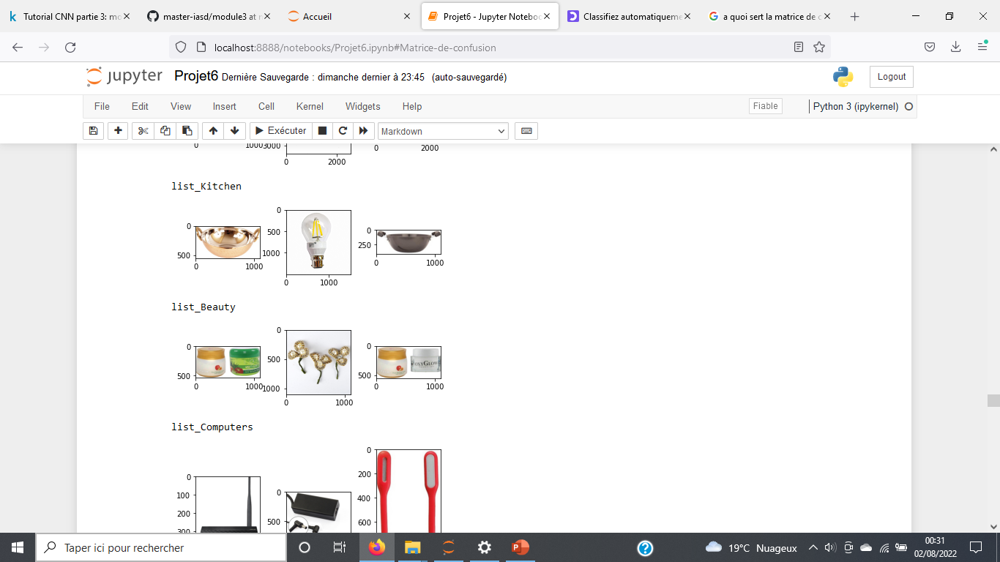 Tutorial CNN partie 3: mo
master-iasd/module3 at r
Accueil
Projet6 - Jupyter Notebo
Classifiez automatiqueme
a quoi sert la matrice de c
localhost:8888/notebooks/Projet6.ipynb#Matrice-de-confusion
jupyter Projet6 Dernière Sauvegarde : dimanche dernier à 23:45 (auto-sauvegardé)
Logout
File Edit View Insert Cell Kernel Widgets Help
Fiable
Python 3 (ipykernel)
Exécuter
Markdown
0 1000 3000 0 2000 0 2000
list_Kitchen
0 500 0 1000
0 500 1000 0 1000
0 250 0 1000
list_Beauty
0 500 0 1000
0 500 1000 0 1000
OXYGLOW
0 500 0 1000
list_Computers
0 100 200 300
0 500
0 200 400 600
Taper ici pour rechercher
19°C Nuageux
00:31
02/08/2022